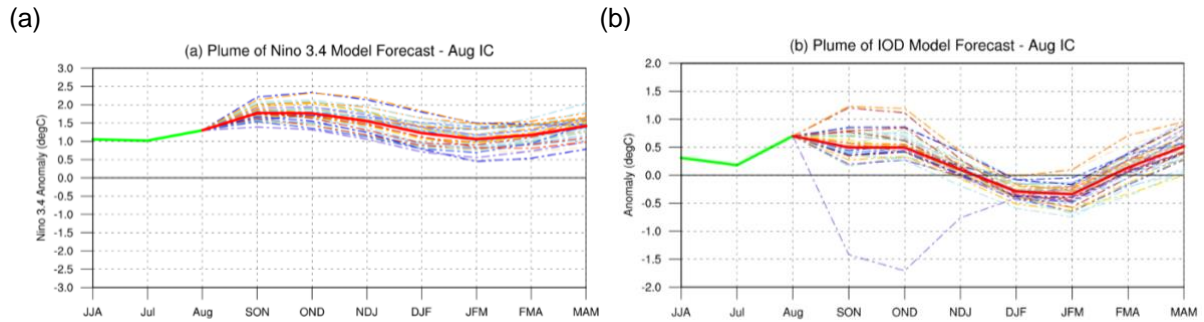 (a)
(a) Plume of Nino 3.4 Model Forecast - Aug IC
Nino 3.4 Anomaly (degC)
3.0
2.5
2.0
1.5
1.0
0.5
0.0
-0.5
-1.0
-1.5
-2.0
-2.5
-3.0
JJA Jul Aug SON OND NDJ DJF JFM FMA MAM
(b)
(b) Plume of IOD Model Forecast - Aug IC
Anomaly (degC)
2.0
1.5
1.0
0.5
0.0
-0.5
-1.0
-1.5
-2.0
JJA Jul Aug SON OND NDJ DJF JFM FMA MAM